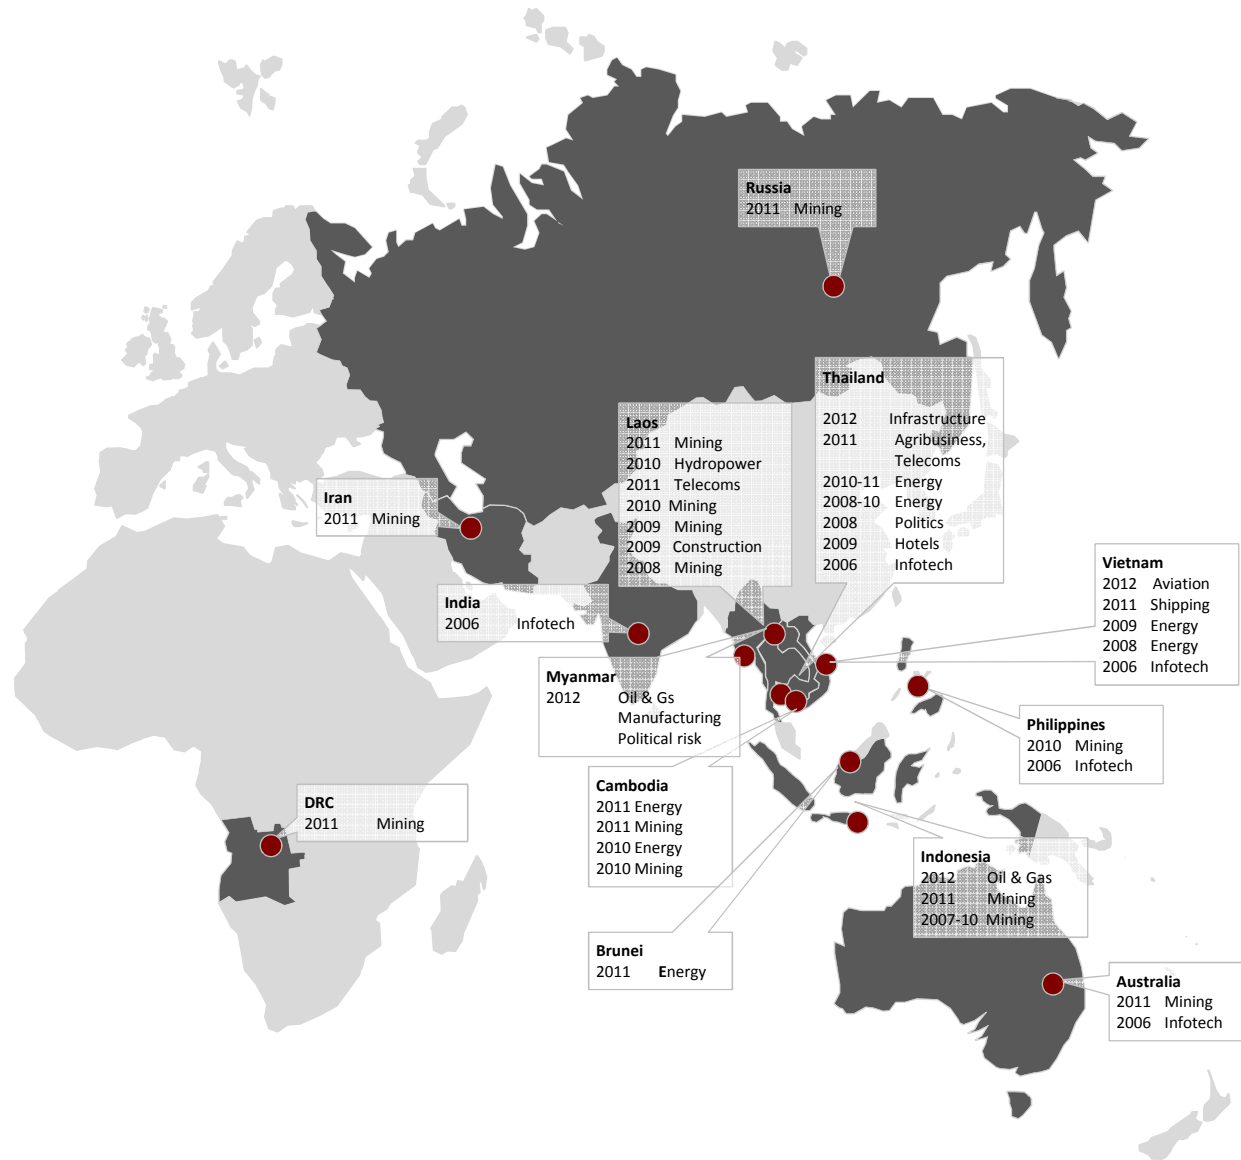 Russia
2011 Mining
Thailand
2012 Infrastructure
2011 Agribusiness,
Telecoms
2010-11 Energy
2008-10 Energy
2008 Politics
2009 Hotels
2006 Infotech
Laos
2011 Mining
2010 Hydropower
2011 Telecoms
2010 Mining
2009 Mining
2009 Construction
2008 Mining
Iran
2011 Mining
India
2006 Infotech
Vietnam
2012 Aviation
2011 Shipping
2009 Energy
2008 Energy
2006 Infotech
Myanmar
2012 Oil & Gs
Manufacturing
Political risk
Philippines
2010 Mining
2006 Infotech
Cambodia
2011 Energy
2011 Mining
2010 Energy
2010 Mining
DRC
2011 Mining
Indonesia
2012 Oil & Gas
2011 Mining
2007-10 Mining
Brunei
2011 Energy
Australia
2011 Mining
2006 Infotech